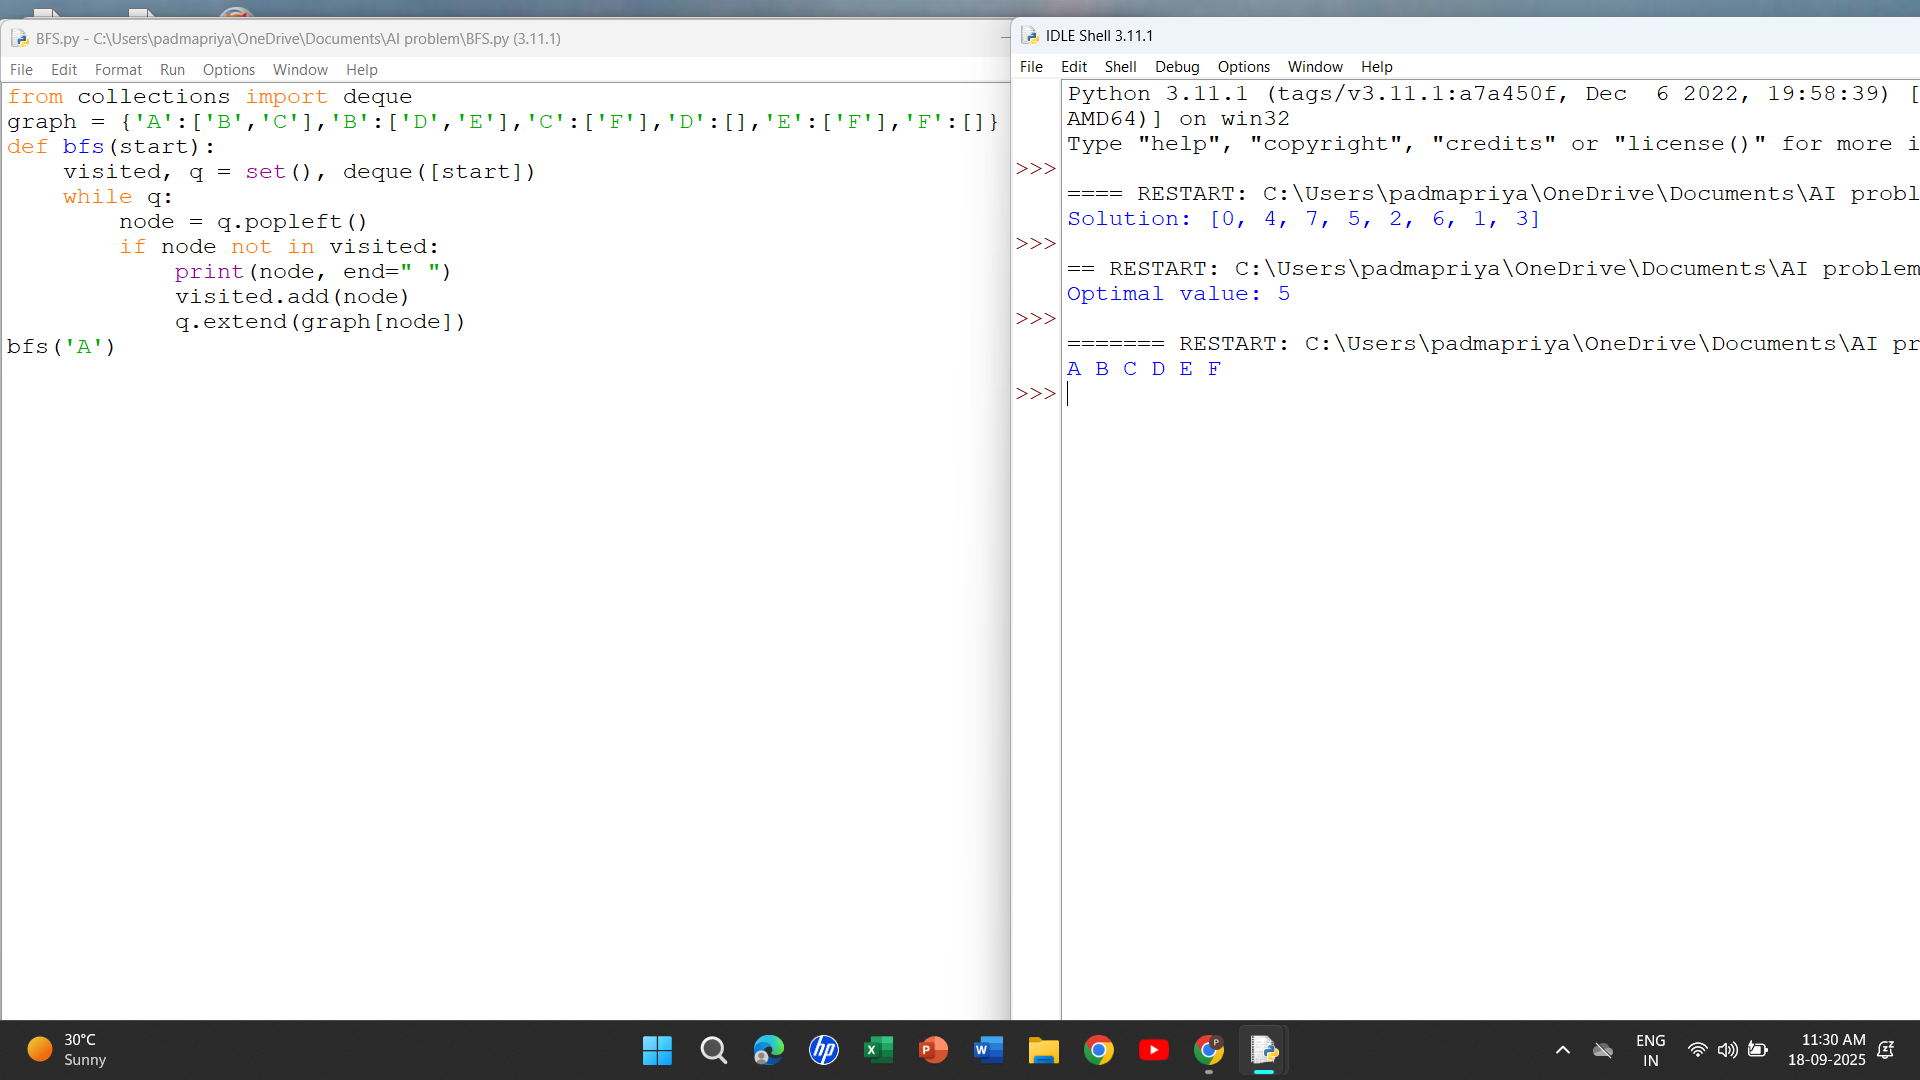 BFS.py - C:\Users\padmapriya\OneDrive\Documents\AI problem\BFS.py (3.11.1)
File Edit Format Run Options Window Help
from collections import deque
graph = {'A':['B','C'],'B':['D','E'],'C':['F'],'D':[],'E':['F'],'F':[]}
def bfs(start):
    visited, q = set(), deque([start])
    while q:
        node = q.popleft()
        if node not in visited:
            print(node, end=" ")
            visited.add(node)
            q.extend(graph[node])
bfs('A')
IDLE Shell 3.11.1
File Edit Shell Debug Options Window Help
Python 3.11.1 (tags/v3.11.1:a7a450f, Dec  6 2022, 19:58:39) [
AMD64)] on win32
Type "help", "copyright", "credits" or "license()" for more i
>>>
==== RESTART: C:\Users\padmapriya\OneDrive\Documents\AI probl
Solution: [0, 4, 7, 5, 2, 6, 1, 3]
>>>
== RESTART: C:\Users\padmapriya\OneDrive\Documents\AI problem
Optimal value: 5
>>>
======= RESTART: C:\Users\padmapriya\OneDrive\Documents\AI pr
A B C D E F
>>>
30°C
Sunny
hp
P
W
P
ENG
IN
11:30 AM
18-09-2025